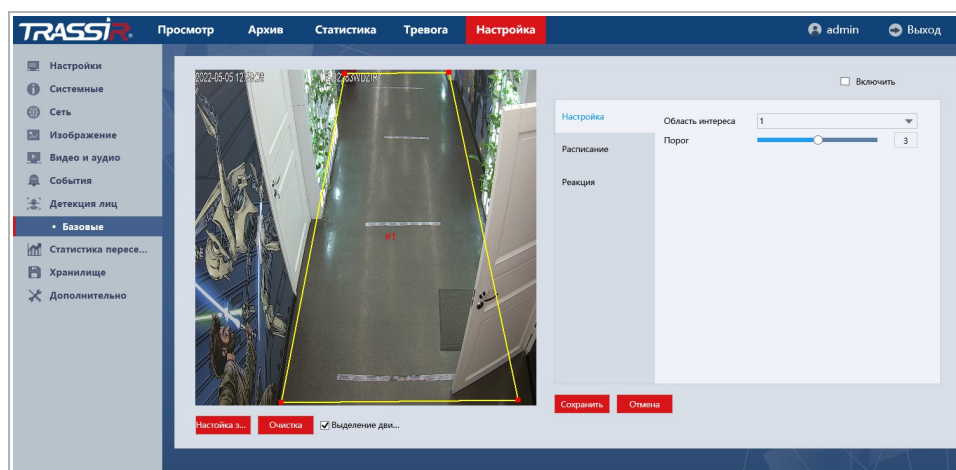 TRASSIR
Просмотр Архив Статистика Тревога Настройка admin Выход
Настройки
Системные
Сеть
Изображение
Видео и аудио
События
Детекция лиц
• Базовые
Статистика пересе...
Хранилище
Дополнительно
2022-05-05
#1
Настойка з... Очистка Выделение дви...
Включить
Настройка
Расписание
Реакция
Область интереса 1
Порог 3
Сохранить Отмена